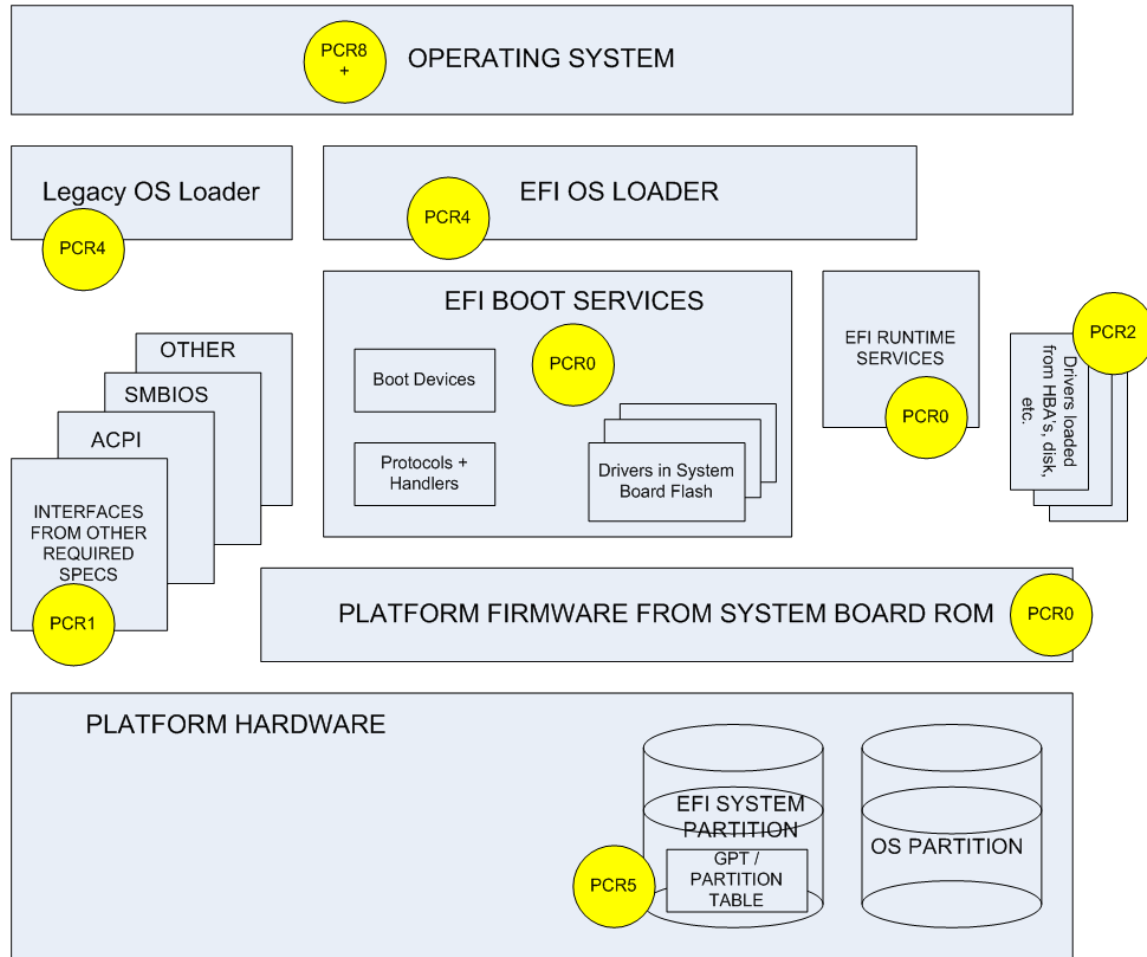 PCR8
+
OPERATING SYSTEM
Legacy OS Loader
PCR4
EFI OS LOADER
PCR4
EFI BOOT SERVICES
PCR0
Boot Devices
Protocols +
Handlers
Drivers in System
Board Flash
EFI RUNTIME
SERVICES
PCR0
PCR2
Drivers loaded
from HBA's, disk,
etc.
OTHER
SMBIOS
ACPI
INTERFACES
FROM OTHER
REQUIRED
SPECS
PCR1
PLATFORM FIRMWARE FROM SYSTEM BOARD ROM
PCR0
PLATFORM HARDWARE
EFI SYSTEM
PARTITION
GPT /
PARTITION
TABLE
PCR5
OS PARTITION